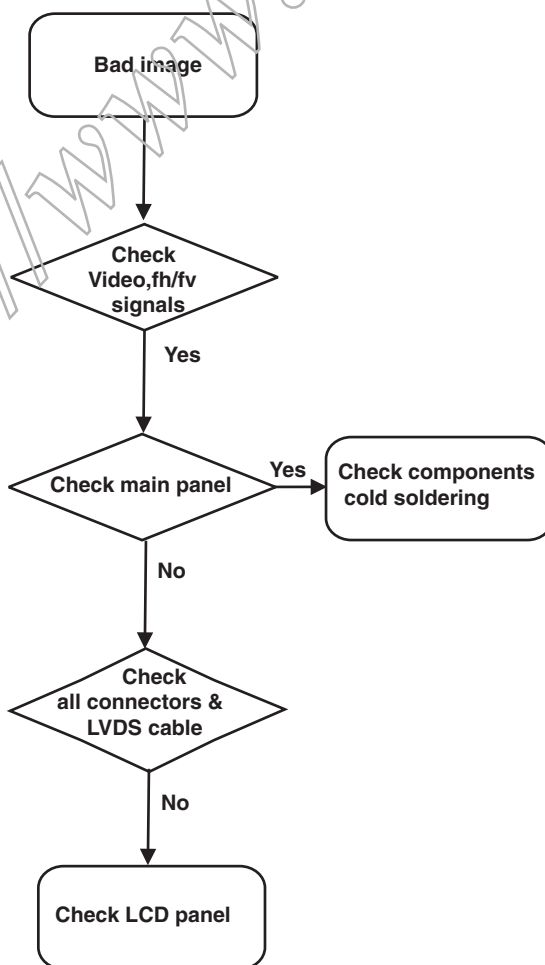 Bad image
Check
Video,fh/fv
signals
Yes
Check main panel
Yes
Check components
cold soldering
No
Check
all connectors &
LVDS cable
No
Check LCD panel
//www.